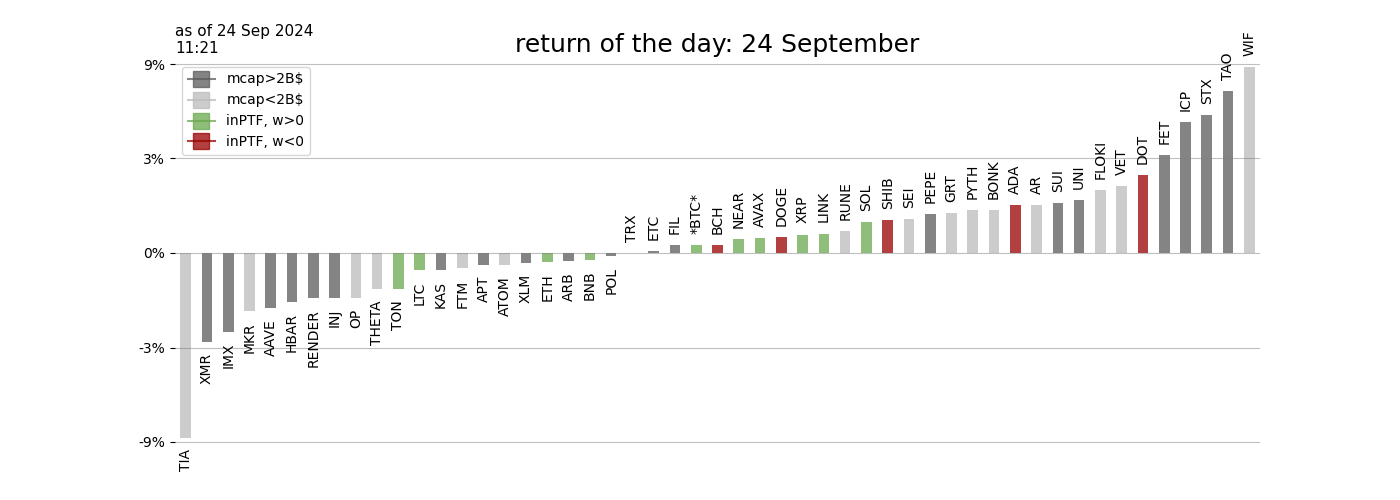 as of 24 Sep 2024
11:21
return of the day: 24 September
mcap>2B$
mcap<2B$
inPTF, w>0
inPTF, w<0
9%
3%
0%
-3%
-9%
TIA
XMR
IMX
MKR
AAVE
HBAR
RENDER
INJ
OP
THETA
TON
LTC
KAS
FTM
APT
ATOM
XLM
ETH
ARB
BNB
POL
TRX
ETC
FIL
*BTC*
BCH
NEAR
AVAX
DOGE
XRP
LINK
RUNE
SOL
SHIB
SEI
PEPE
GRT
PYTH
BONK
ADA
AR
SUI
UNI
FLOKI
VET
DOT
FET
ICP
STX
TAO
WIF